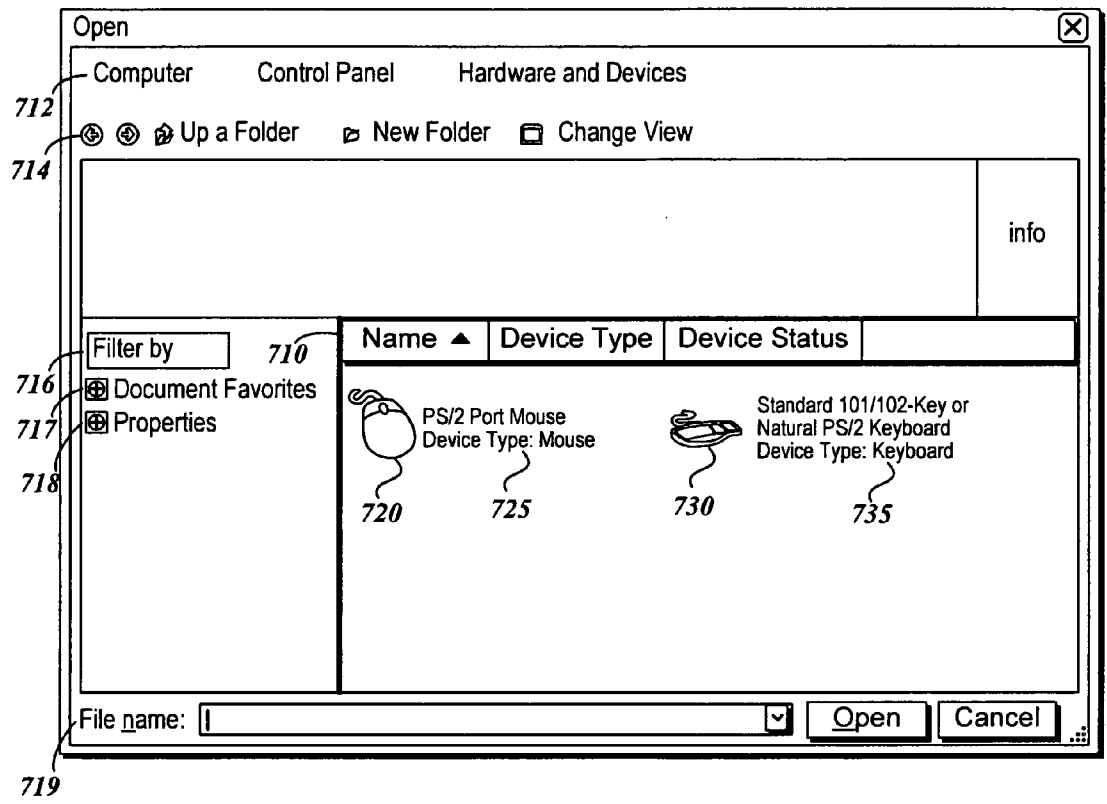 Open
Computer Control Panel Hardware and Devices
712
Up a Folder New Folder Change View
714
info
Filter by
710
Name Device Type Device Status
716
Document Favorites
717
Properties
718
PS/2 Port Mouse
Device Type: Mouse
Standard 101/102-Key or
Natural PS/2 Keyboard
Device Type: Keyboard
720
725
730
735
File name:
Open
Cancel
719